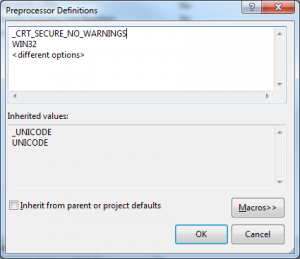 Preprocessor Definitions
_CRT_SECURE_NO_WARNINGS
WIN32
<different options>
Inherited values:
_UNICODE
UNICODE
Inherit from parent or project defaults
Macros>>
OK Cancel